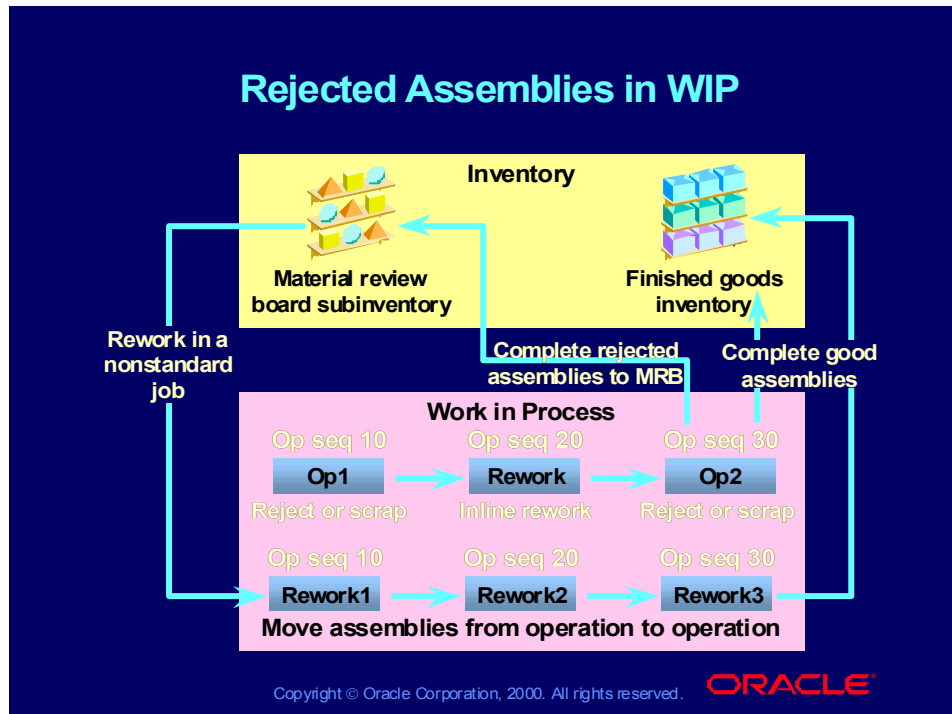 Rejected Assemblies in WIP
Inventory
Material review
board subinventory
Finished goods
inventory
Rework in a
nonstandard
job
Complete rejected
assemblies to MRB
Complete good
assemblies
Work in Process
Op seq 10
Op seq 20
Op seq 30
Op1
Rework
Op2
Reject or scrap
Inline rework
Reject or scrap
Op seq 10
Op seq 20
Op seq 30
Rework1
Rework2
Rework3
Move assemblies from operation to operation
Copyright © Oracle Corporation, 2000. All rights reserved.
ORACLE®